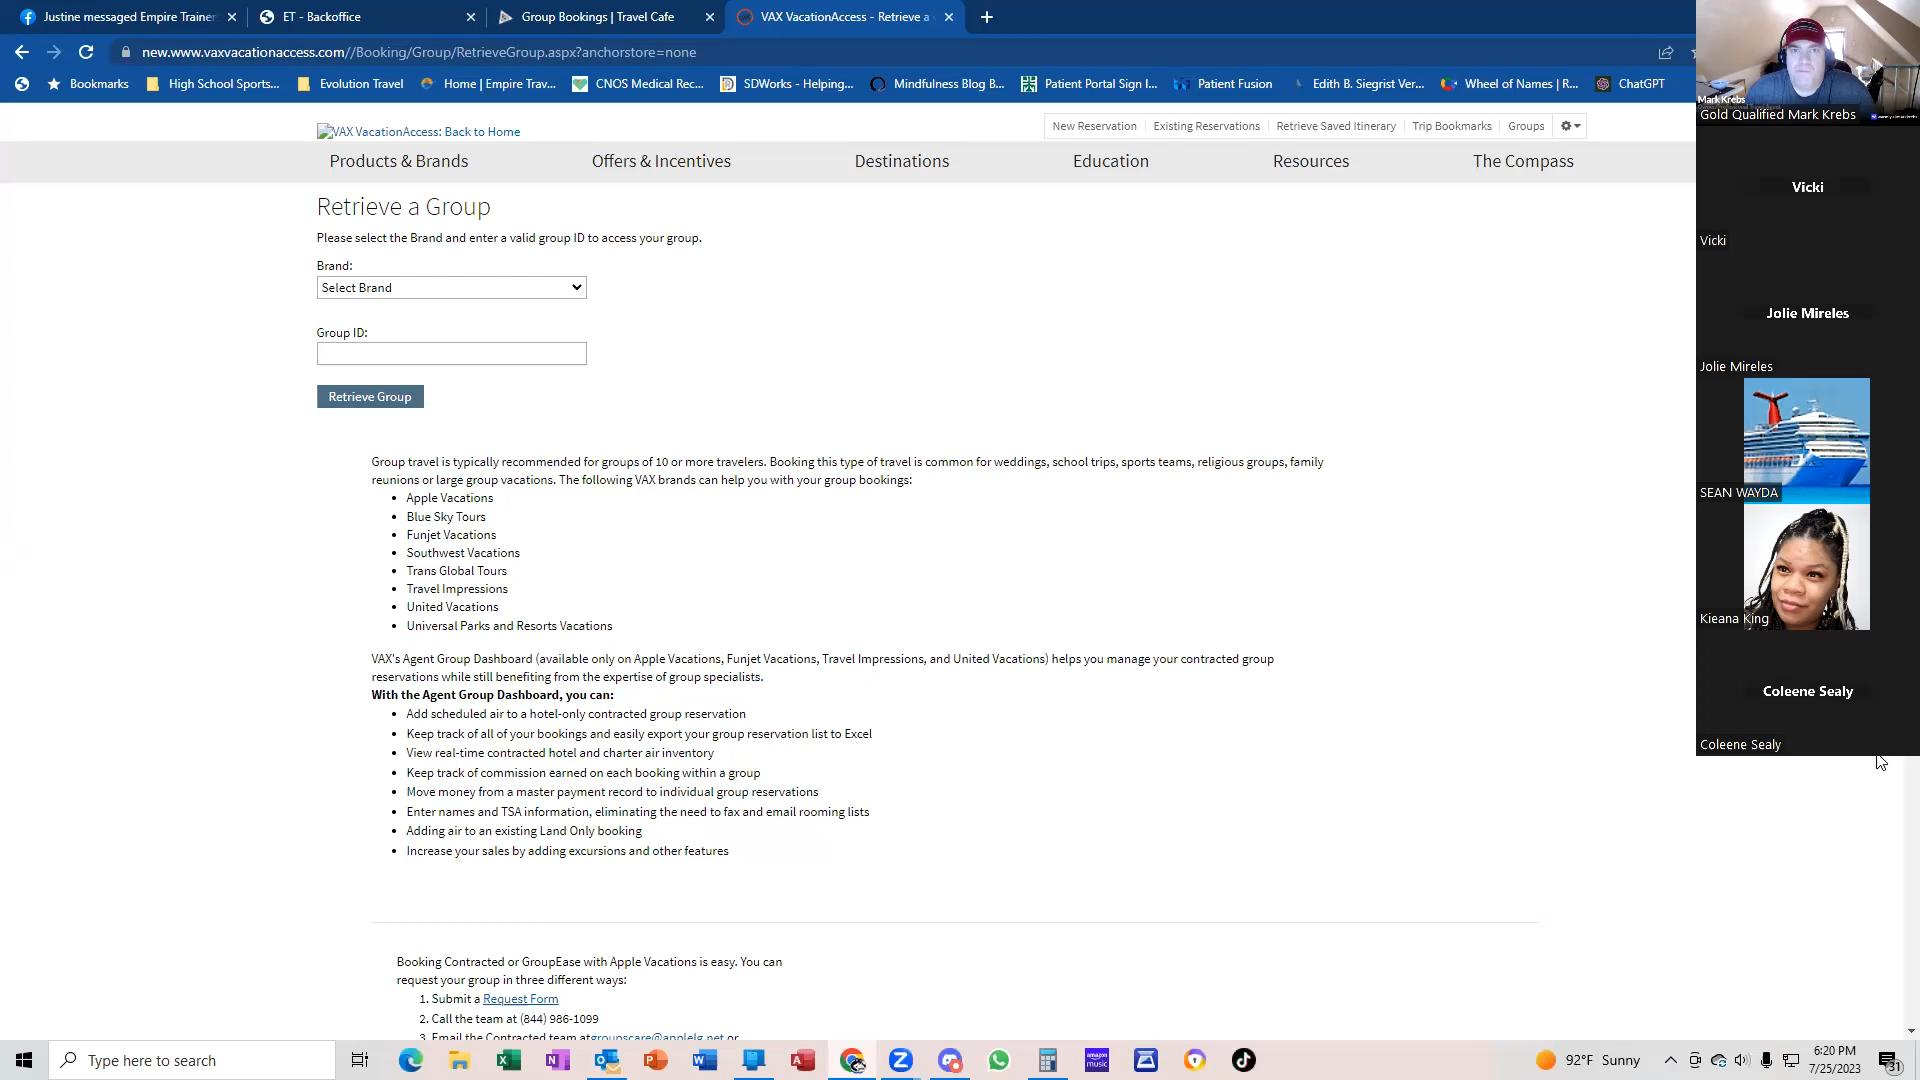 Justine messaged Empire Trainer
ET - Backoffice
Group Bookings | Travel Cafe
VAX VacationAccess - Retrieve a
new.www.vaxvacationaccess.com//Booking/Group/RetrieveGroup.aspx?anchorstore=none
Bookmarks
High School Sports...
Evolution Travel
Home | Empire Trav...
CNOS Medical Rec...
SDWorks - Helping...
Mindfulness Blog B...
Patient Portal Sign I...
Patient Fusion
Edith B. Siegrist Ver...
Wheel of Names | R...
ChatGPT
VAX VacationAccess: Back to Home
New Reservation
Existing Reservations
Retrieve Saved Itinerary
Trip Bookmarks
Groups
Products & Brands
Offers & Incentives
Destinations
Education
Resources
The Compass
Retrieve a Group
Please select the Brand and enter a valid group ID to access your group.
Brand:
Select Brand
Group ID:
Retrieve Group
Group travel is typically recommended for groups of 10 or more travelers. Booking this type of travel is common for weddings, school trips, sports teams, religious groups, family
reunions or large group vacations. The following VAX brands can help you with your group bookings:
Apple Vacations
Blue Sky Tours
Funjet Vacations
Southwest Vacations
Trans Global Tours
Travel Impressions
United Vacations
Universal Parks and Resorts Vacations
VAX's Agent Group Dashboard (available only on Apple Vacations, Funjet Vacations, Travel Impressions, and United Vacations) helps you manage your contracted group
reservations while still benefiting from the expertise of group specialists.
With the Agent Group Dashboard, you can:
Add scheduled air to a hotel-only contracted group reservation
Keep track of all of your bookings and easily export your group reservation list to Excel
View real-time contracted hotel and charter air inventory
Keep track of commission earned on each booking within a group
Move money from a master payment record to individual group reservations
Enter names and TSA information, eliminating the need to fax and email rooming lists
Adding air to an existing Land Only booking
Increase your sales by adding excursions and other features
Booking Contracted or GroupEase with Apple Vacations is easy. You can
request your group in three different ways:
1. Submit a Request Form
2. Call the team at (844) 986-1099
3. Email the Contracted team at groupscare@applelg.net or
Mark Krebs
Gold Qualified Mark Krebs
Vicki
Vicki
Jolie Mireles
Jolie Mireles
SEAN WAYDA
Kieana King
Coleene Sealy
Coleene Sealy
Type here to search
amazon music
92°F Sunny
6:20 PM
7/25/2023
31